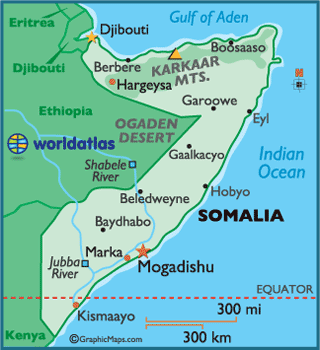 Eritrea
Gulf of Aden
Djibouti
Boosaaso
Berbere
KARKAAR
MTS.
Djibouti
Hargeysa
Garoowe
Ethiopia
Eyl
OGADEN
DESERT
worldatlas
Gaalkacyo
Indian
Ocean
Shabele
River
Hobyo
Beledweyne
SOMALIA
Baydhabo
Marka
Jubba
River
Mogadishu
EQUATOR
300 mi
Kismaayo
300 km
Kenya
©GraphicMaps.com